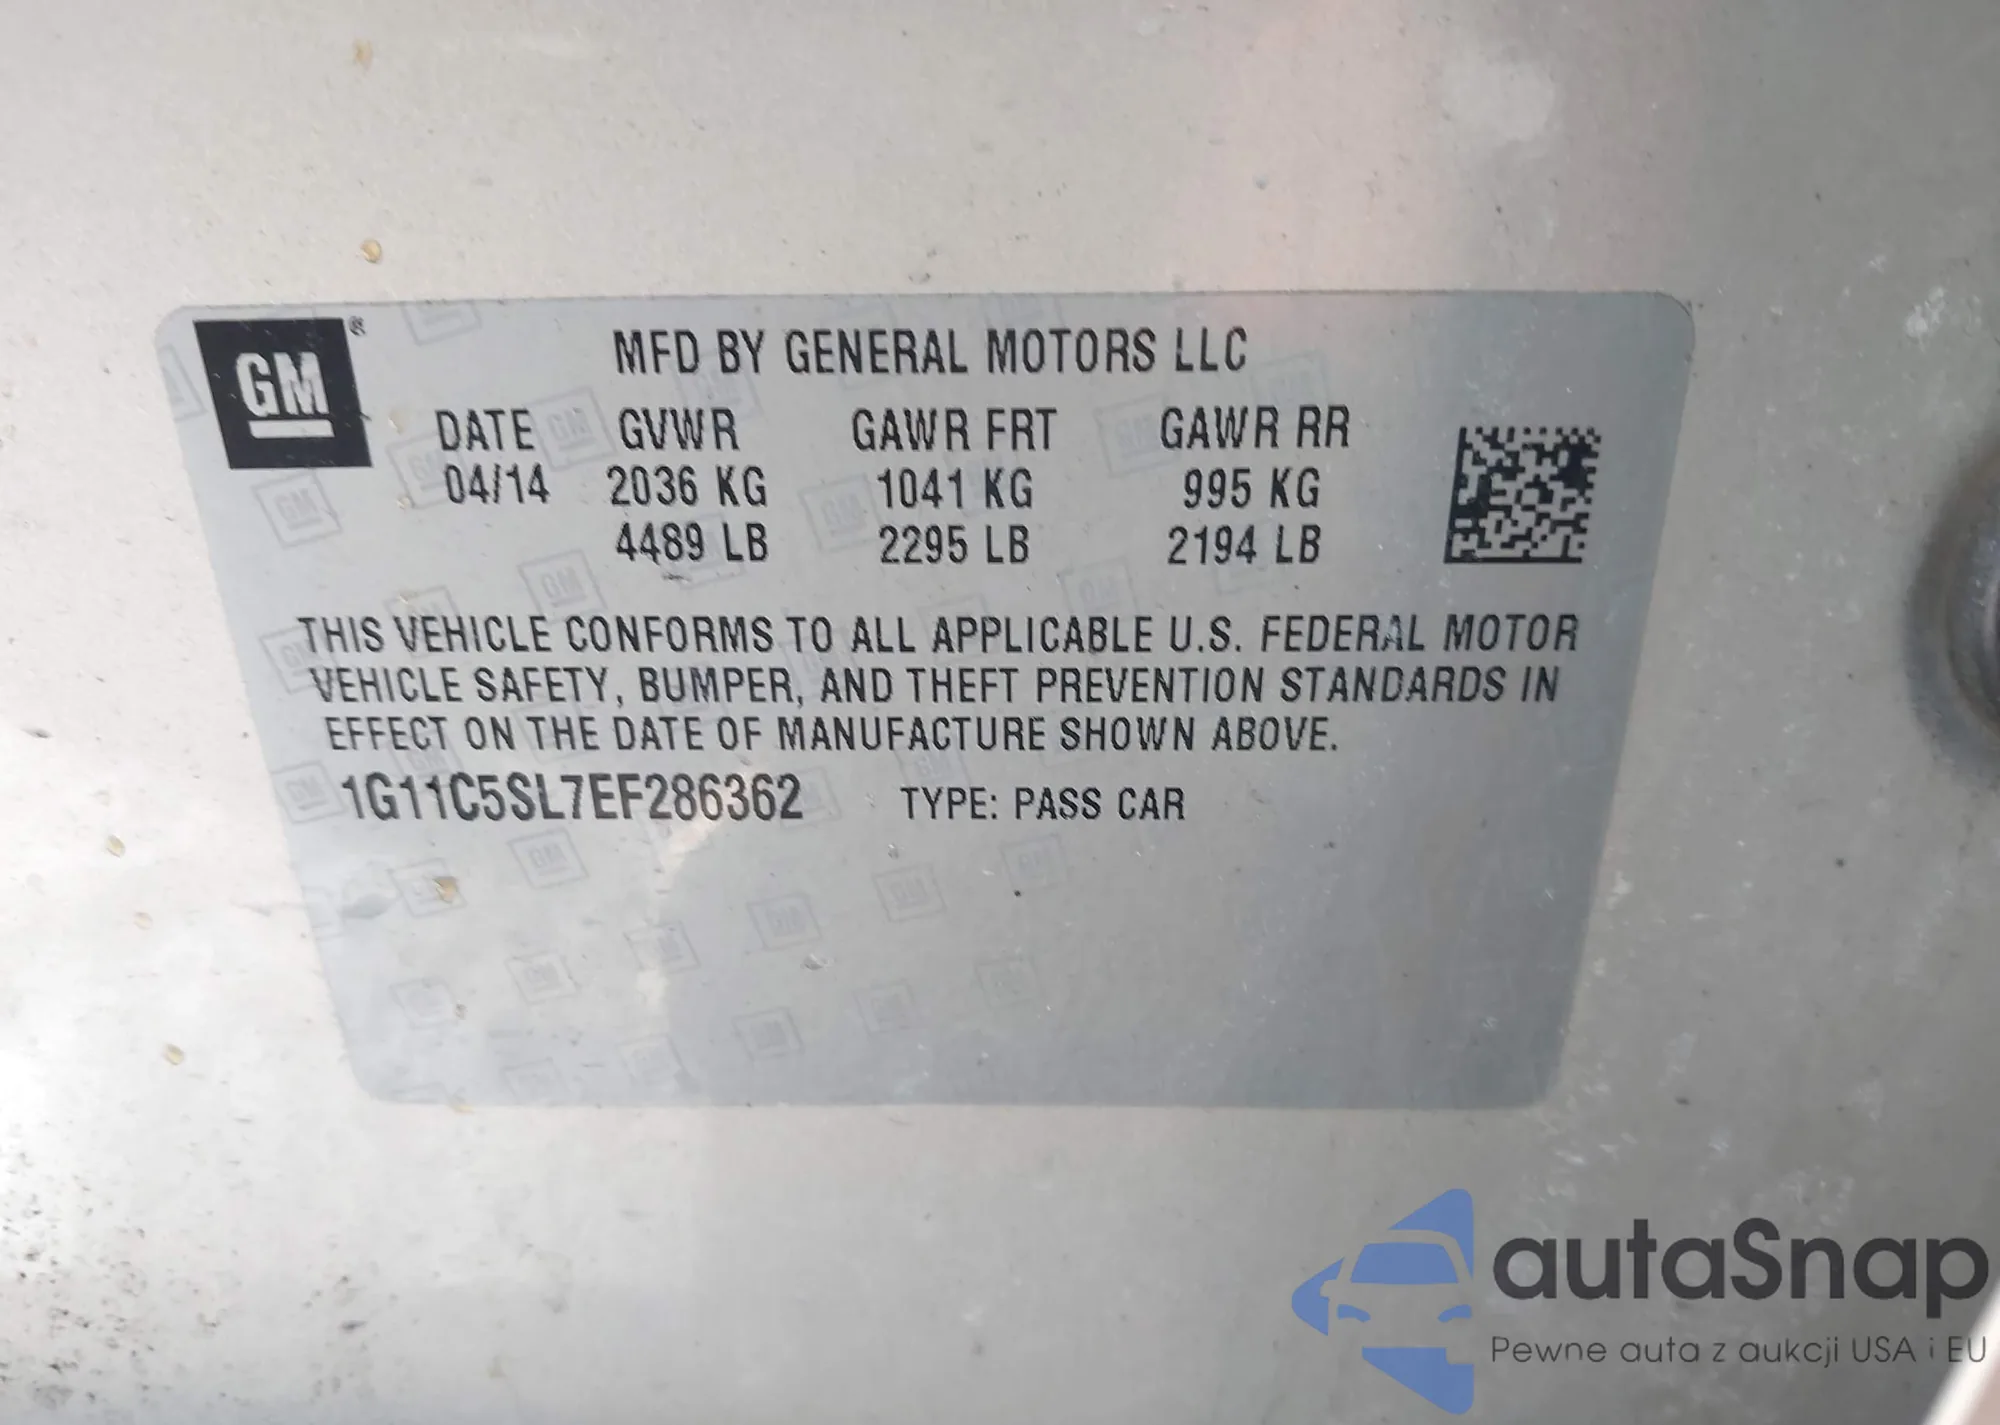 GM ®
MFD BY GENERAL MOTORS LLC
DATE GVWR GAWR FRT GAWR RR
04/14 2036 KG 1041 KG 995 KG
4489 LB 2295 LB 2194 LB
THIS VEHICLE CONFORMS TO ALL APPLICABLE U.S. FEDERAL MOTOR
VEHICLE SAFETY, BUMPER, AND THEFT PREVENTION STANDARDS IN
EFFECT ON THE DATE OF MANUFACTURE SHOWN ABOVE.
1G11C5SL7EF286362 TYPE: PASS CAR
autaSnap
Pewne auta z aukcji USA i EU